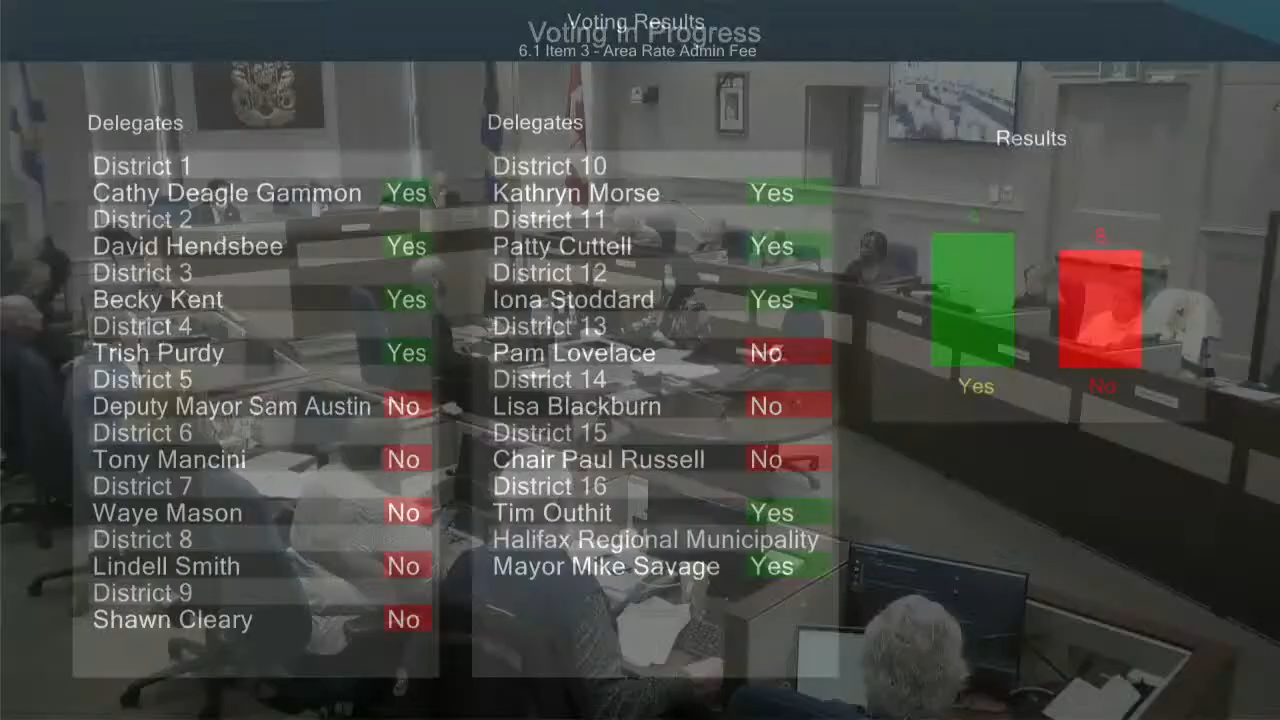 Voting Results
Voting In Progress
6.1 Item 3 - Area Rate Admin Fee
Delegates
District 1
Cathy Deagle Gammon Yes
District 2
David Hendsbee Yes
District 3
Becky Kent Yes
District 4
Trish Purdy Yes
District 5
Deputy Mayor Sam Austin No
District 6
Tony Mancini No
District 7
Waye Mason No
District 8
Lindell Smith No
District 9
Shawn Cleary No
Delegates
District 10
Kathryn Morse Yes
District 11
Patty Cuttell Yes
District 12
Iona Stoddard Yes
District 13
Pam Lovelace No
District 14
Lisa Blackburn No
District 15
Chair Paul Russell No
District 16
Tim Outhit Yes
Halifax Regional Municipality
Mayor Mike Savage Yes
Results
Yes
No